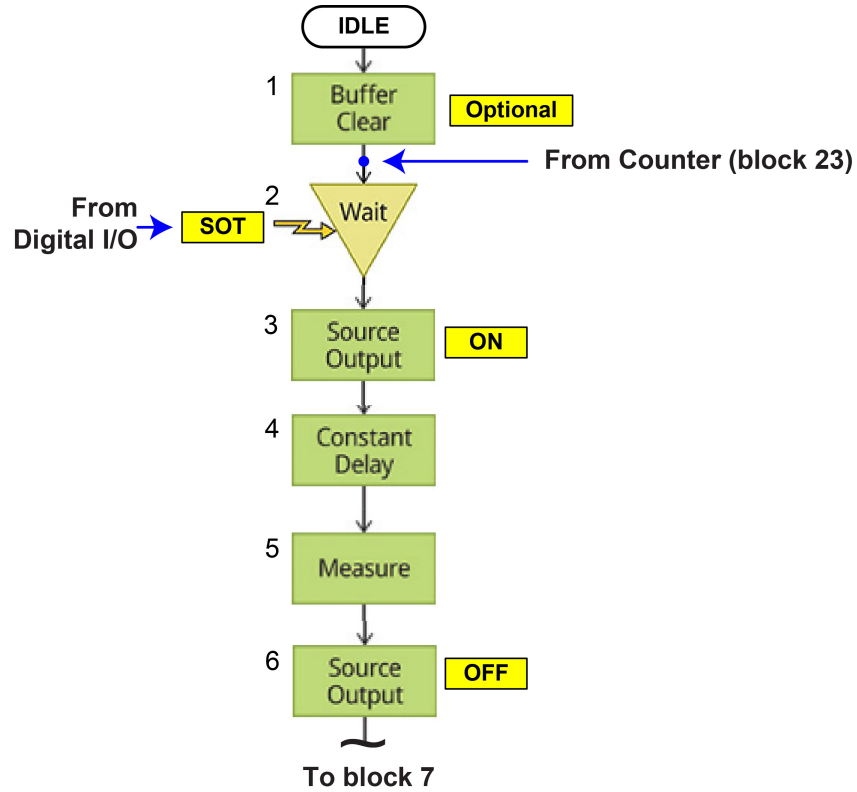 IDLE
1
Buffer
Clear
Optional
From Counter (block 23)
2
Wait
From
Digital I/O
SOT
3
Source
Output
ON
4
Constant
Delay
5
Measure
6
Source
Output
OFF
To block 7